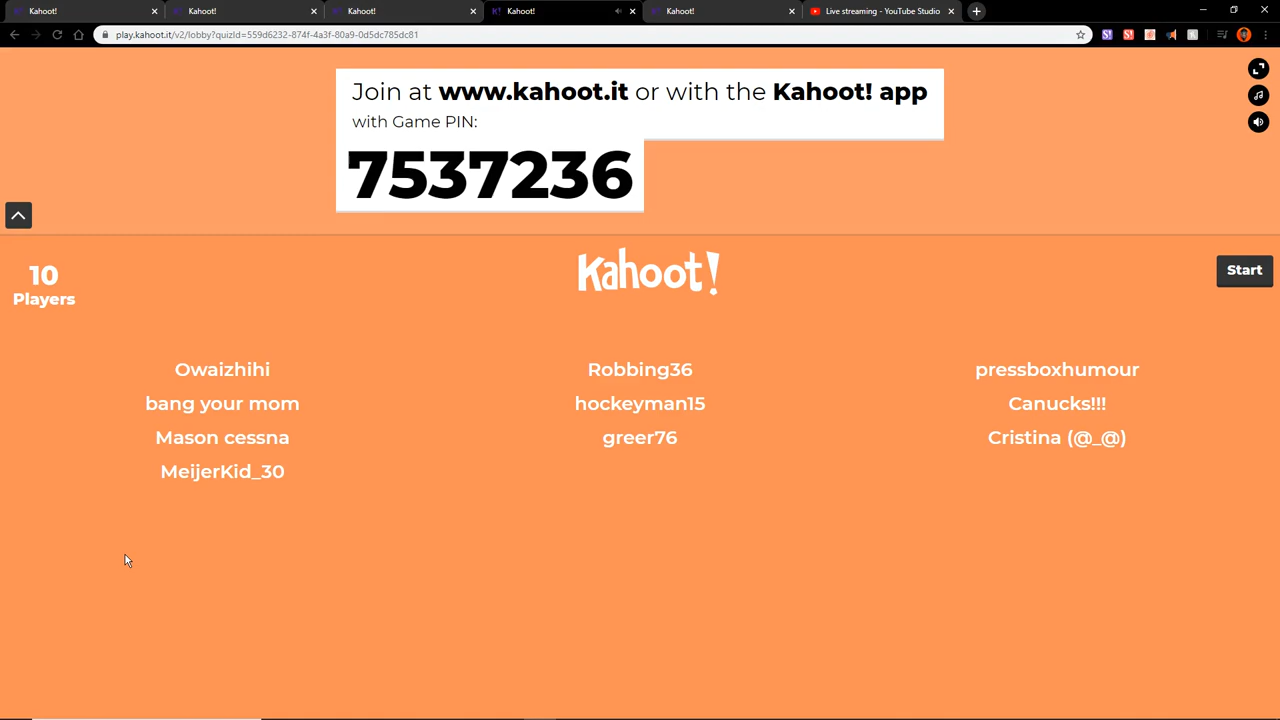 Kahoot!
Kahoot!
Kahoot!
Kahoot!
Kahoot!
Live streaming - YouTube Studio
play.kahoot.it/v2/lobby?quizId=559d6232-874f-4a3f-80a9-0d5dc785dc81
Join at www.kahoot.it or with the Kahoot! app
with Game PIN:
7537236
10
Players
Kahoot!
Start
Owaizhihi
Robbing36
pressboxhumour
bang your mom
hockeyman15
Canucks!!!
Mason cessna
greer76
Cristina (@_@)
MeijerKid_30